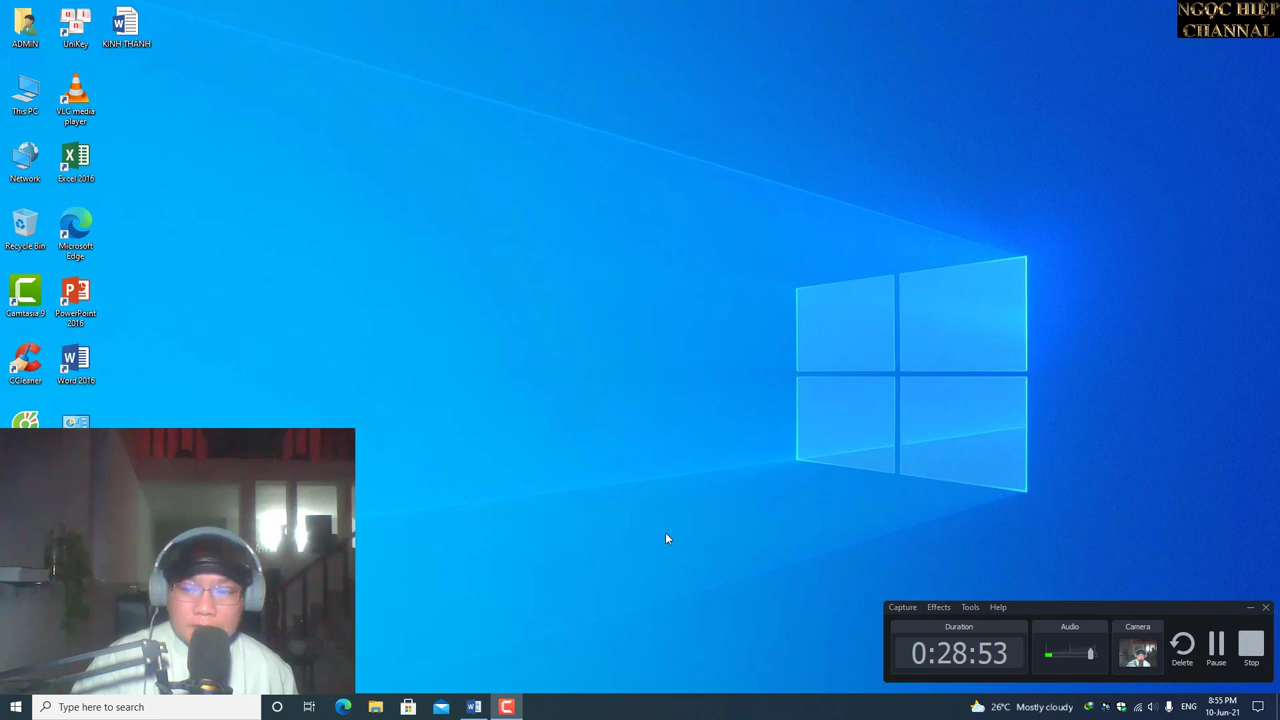 NGỌC HIỆP
CHANNAL
ADMIN
UniKey
KINH THANH
This PC
VLC media
player
Network
Excel 2016
Recycle Bin
Microsoft
Edge
Camtasia 9
PowerPoint
2016
CCleaner
Word 2016
Capture
Effects
Tools
Help
Duration
Audio
Camera
0:28:53
Delete
Pause
Stop
Type here to search
26°C Mostly cloudy
ENG
8:55 PM
10-Jun-21